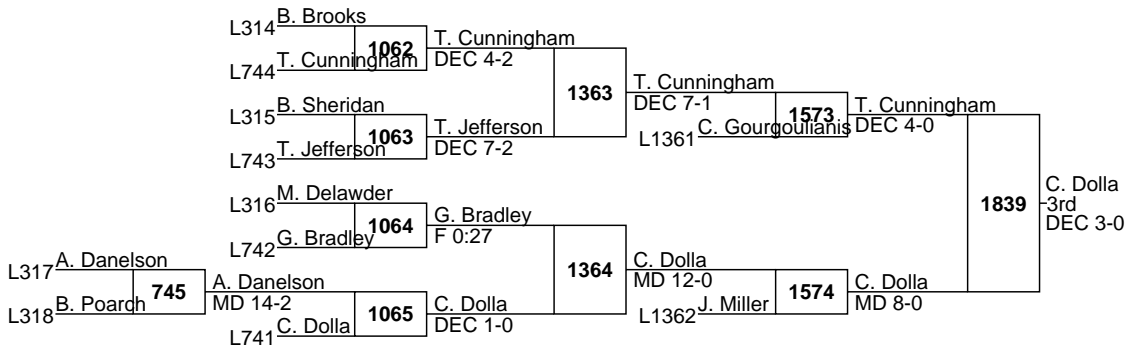 L314 B. Brooks
1062
T. Cunningham
DEC 4-2
L744 T. Cunningham
1363
T. Cunningham
DEC 7-1
L315 B. Sheridan
1063
T. Jefferson
DEC 7-2
L743 T. Jefferson
1573
T. Cunningham
DEC 4-0
L1361 C. Gourgoulianis
L316 M. Delawder
1064
G. Bradley
F 0:27
L742 G. Bradley
1839
C. Dolla
3rd
DEC 3-0
L317 A. Danelson
745
A. Danelson
MD 14-2
L318 B. Poarch
1065
C. Dolla
DEC 1-0
L741 C. Dolla
1364
C. Dolla
MD 12-0
1574
C. Dolla
MD 8-0
L1362 J. Miller